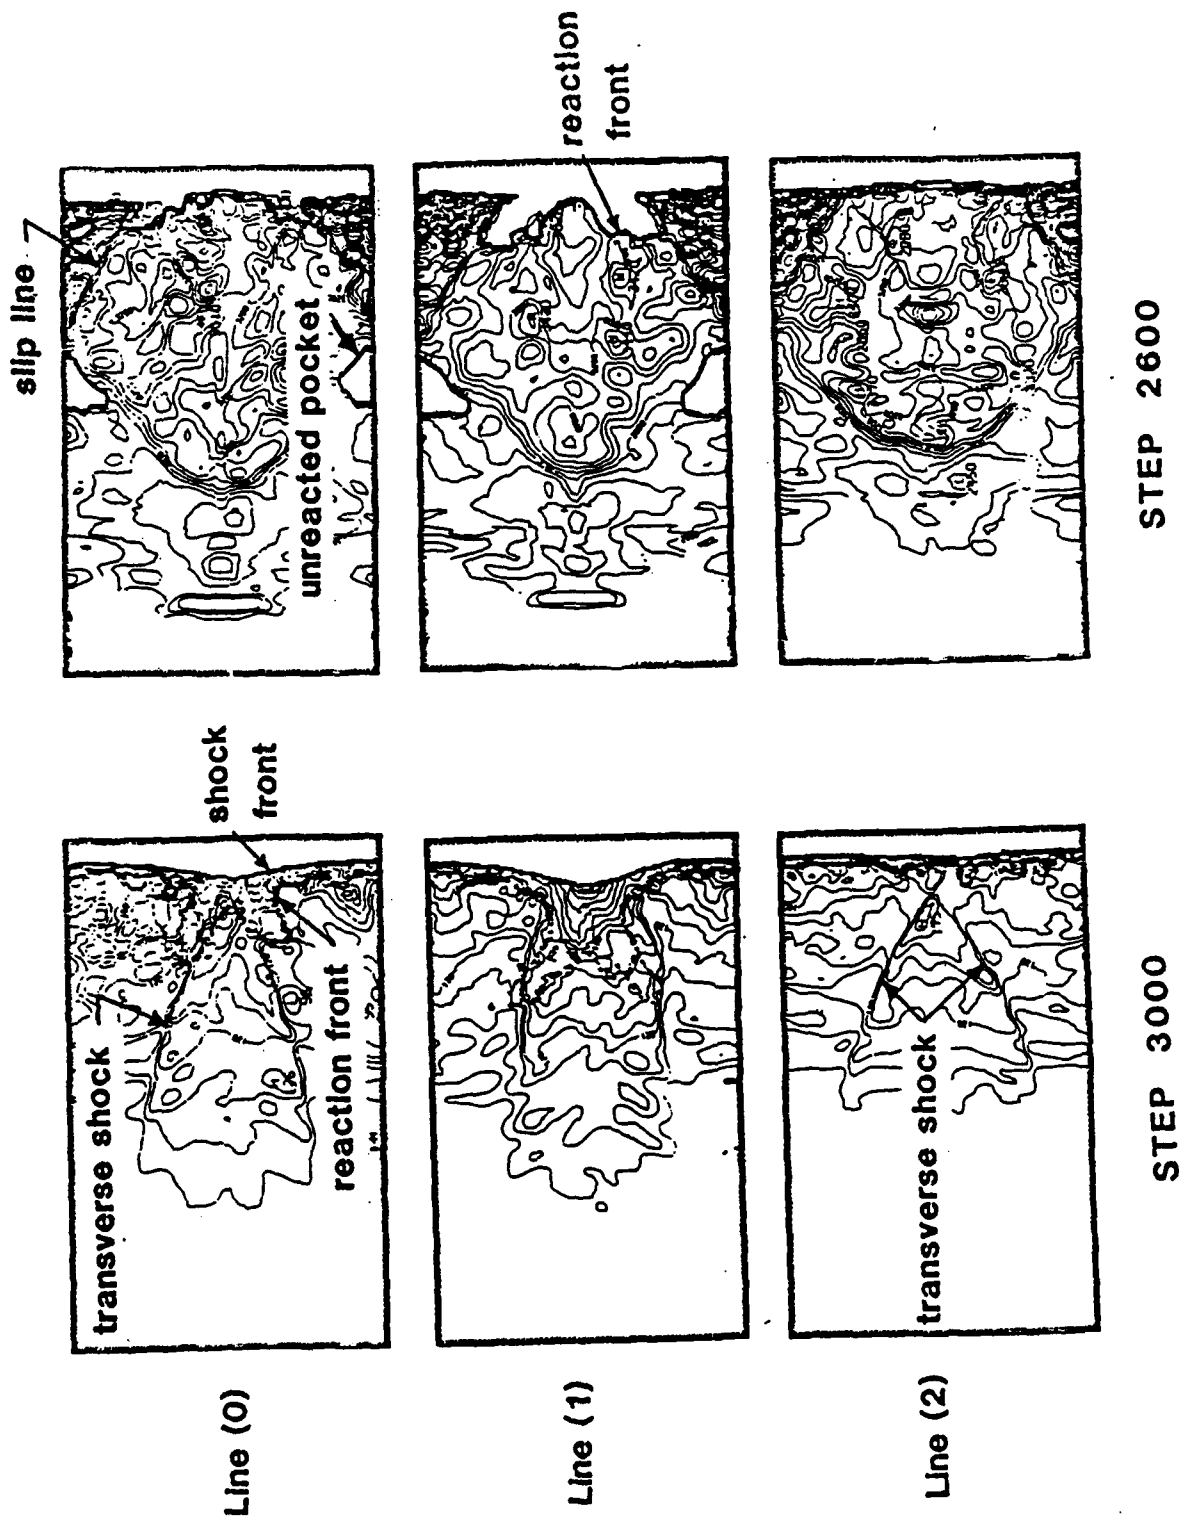 slip line
unreacted pocket
reaction
front
STEP 2600
shock
front
transverse shock
reaction front
transverse shock
STEP 3000
Line (0)
Line (1)
Line (2)